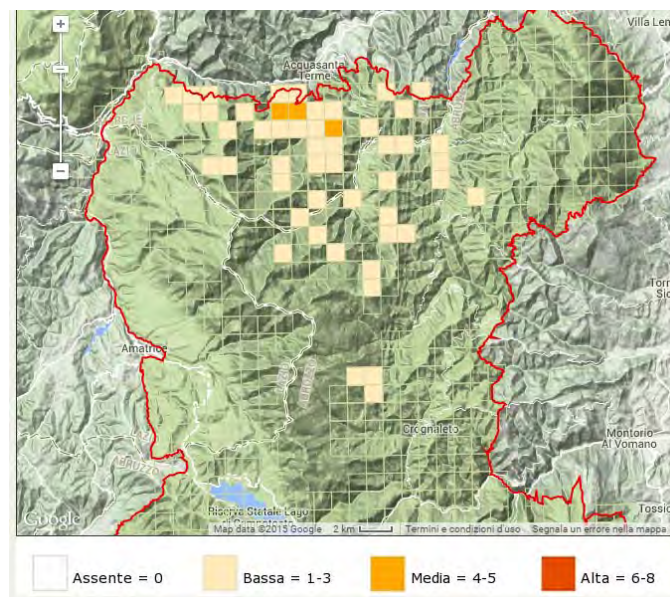 Villa Len
Acquasanta
Terme
Torr
Sic
Amatrice
Crognaleto
Montorio
Al Vomano
ABRUZZO
Riserva Statale Lago
Tossic
Google
Map data ©2015 Google
2 km
Termini e condizioni d'uso
Segnala un errore nella mappa
Assente = 0
Bassa = 1-3
Media = 4-5
Alta = 6-8